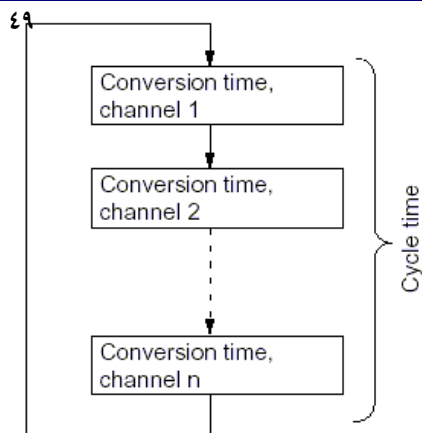 ٤٩
Conversion time,
channel 1
Conversion time,
channel 2
Cycle time
Conversion time,
channel n